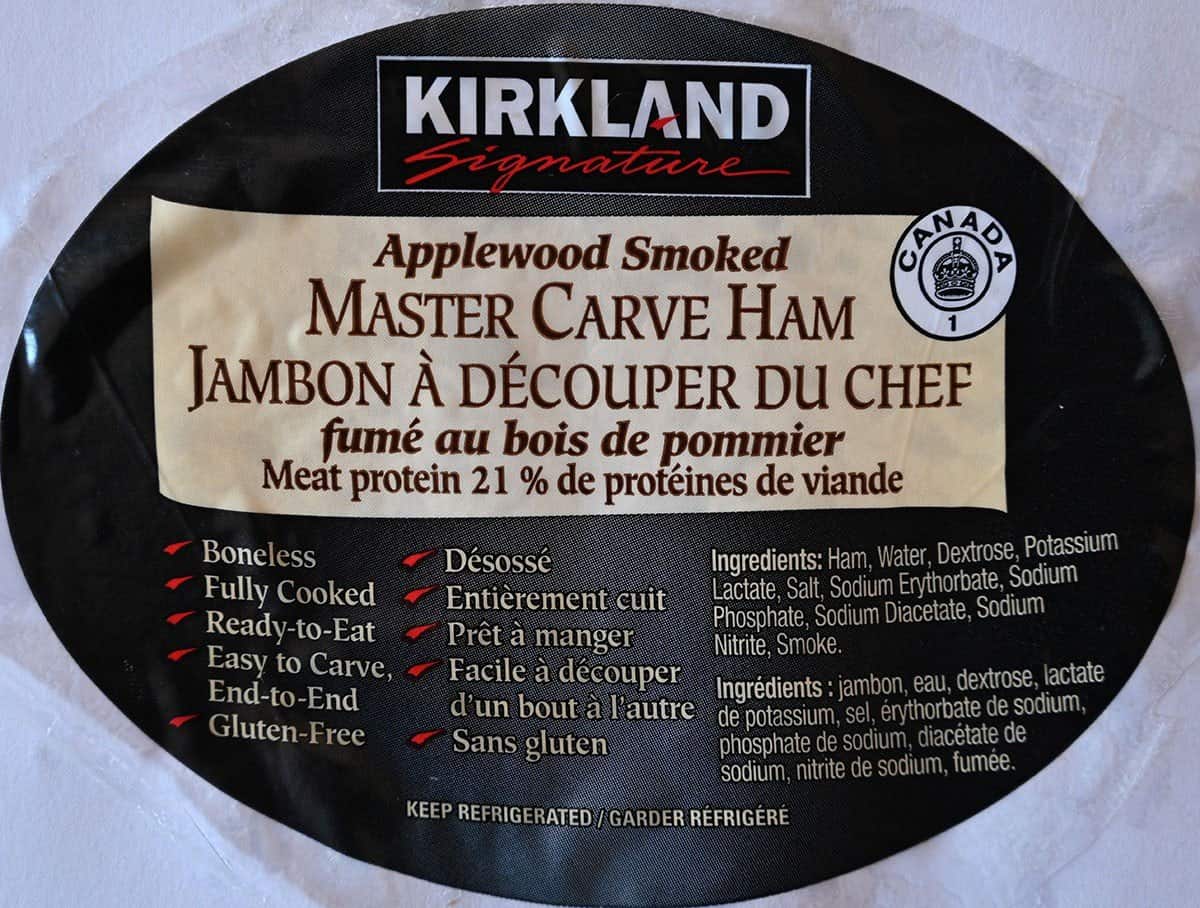 KIRKLAND
Signature
CANADA
1
Applewood Smoked
MASTER CARVE HAM
JAMBON À DÉCOUPER DU CHEF
fumé au bois de pommier
Meat protein 21 % de protéines de viande
Boneless
Fully Cooked
Ready-to-Eat
Easy to Carve,
End-to-End
Gluten-Free
Désossé
Entièrement cuit
Prêt à manger
Facile à découper
d'un bout à l'autre
Sans gluten
Ingredients: Ham, Water, Dextrose, Potassium
Lactate, Salt, Sodium Erythorbate, Sodium
Phosphate, Sodium Diacetate, Sodium
Nitrite, Smoke.
Ingrédients : jambon, eau, dextrose, lactate
de potassium, sel, érythorbate de sodium,
phosphate de sodium, diacétate de
sodium, nitrite de sodium, fumée.
KEEP REFRIGERATED / GARDER RÉFRIGÉRÉ